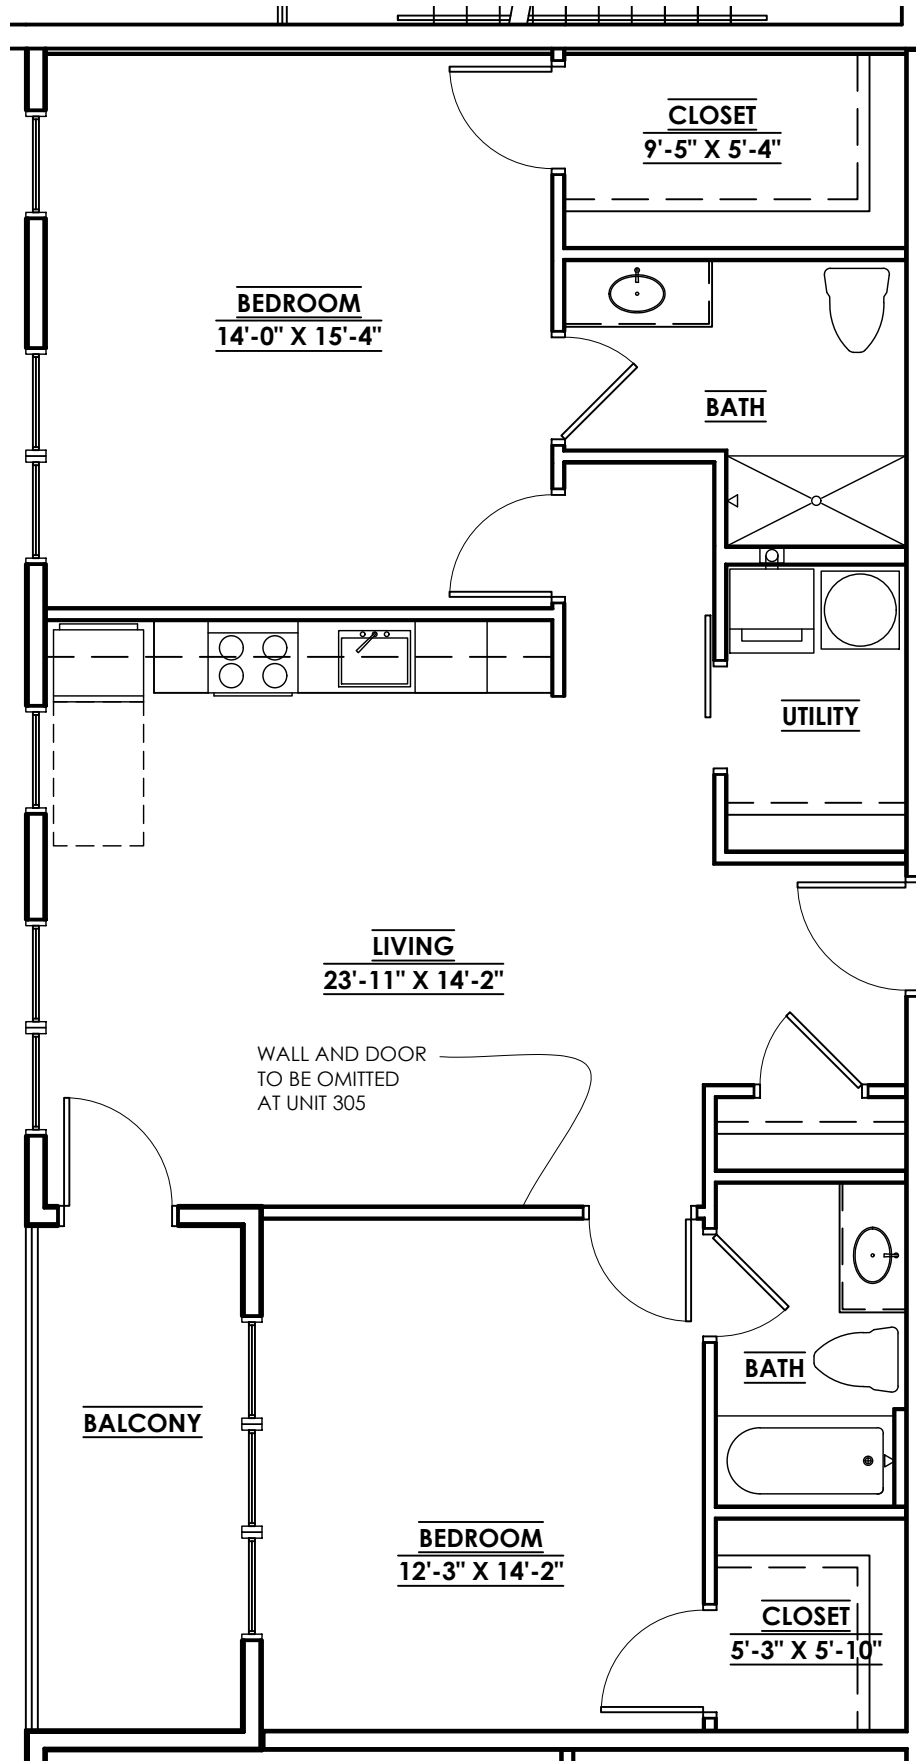 CLOSET
9'-5" X 5'-4"
BEDROOM
14'-0" X 15'-4"
BATH
UTILITY
LIVING
23'-11" X 14'-2"
WALL AND DOOR
TO BE OMITTED
AT UNIT 305
BATH
BALCONY
BEDROOM
12'-3" X 14'-2"
CLOSET
5'-3" X 5'-10"